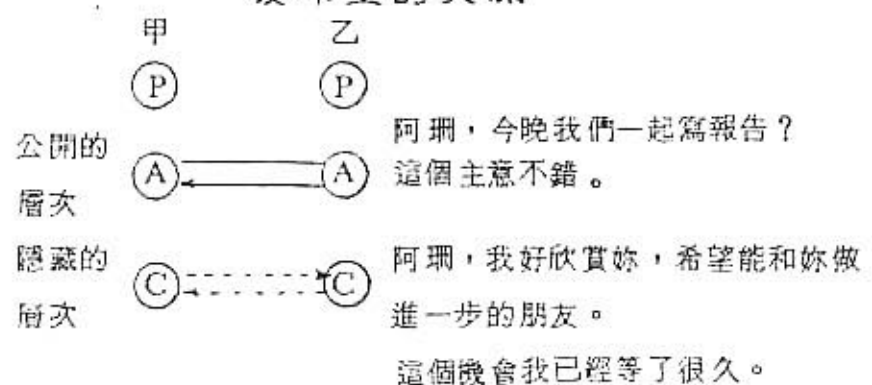 甲 乙
P P
公開的
層次
A A
阿珊，今晚我們一起寫報告？
這個主意不錯。
隱藏的
層次
C C
阿珊，我好欣賞妳，希望能和妳做
進一步的朋友。
這個機會我已經等了很久。